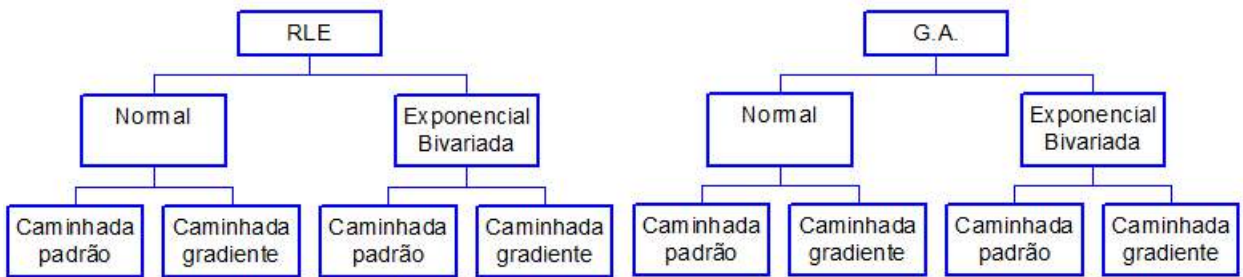 RLE
G.A.
Normal
Exponencial
Bivariada
Normal
Exponencial
Bivariada
Caminhada
padrão
Caminhada
gradiente
Caminhada
padrão
Caminhada
gradiente
Caminhada
padrão
Caminhada
gradiente
Caminhada
padrão
Caminhada
gradiente